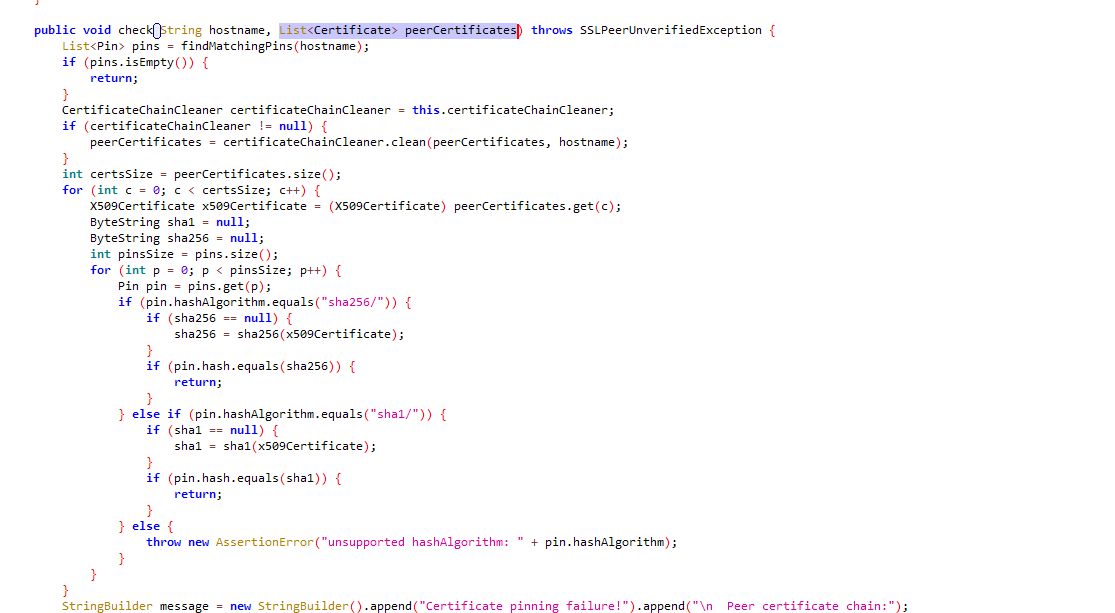 }
public void check(String hostname, List<Certificate> peerCertificates) throws SSLPeerUnverifiedException {
List<Pin> pins = findMatchingPins(hostname);
if (pins.isEmpty()) {
return;
}
CertificateChainCleaner certificateChainCleaner = this.certificateChainCleaner;
if (certificateChainCleaner != null) {
peerCertificates = certificateChainCleaner.clean(peerCertificates, hostname);
}
int certsSize = peerCertificates.size();
for (int c = 0; c < certsSize; c++) {
X509Certificate x509Certificate = (X509Certificate) peerCertificates.get(c);
ByteString sha1 = null;
ByteString sha256 = null;
int pinsSize = pins.size();
for (int p = 0; p < pinsSize; p++) {
Pin pin = pins.get(p);
if (pin.hashAlgorithm.equals("sha256/")) {
if (sha256 == null) {
sha256 = sha256(x509Certificate);
}
if (pin.hash.equals(sha256)) {
return;
}
} else if (pin.hashAlgorithm.equals("sha1/")) {
if (sha1 == null) {
sha1 = sha1(x509Certificate);
}
if (pin.hash.equals(sha1)) {
return;
}
} else {
throw new AssertionError("unsupported hashAlgorithm: " + pin.hashAlgorithm);
}
}
}
StringBuilder message = new StringBuilder().append("Certificate pinning failure!").append("\n  Peer certificate chain:");